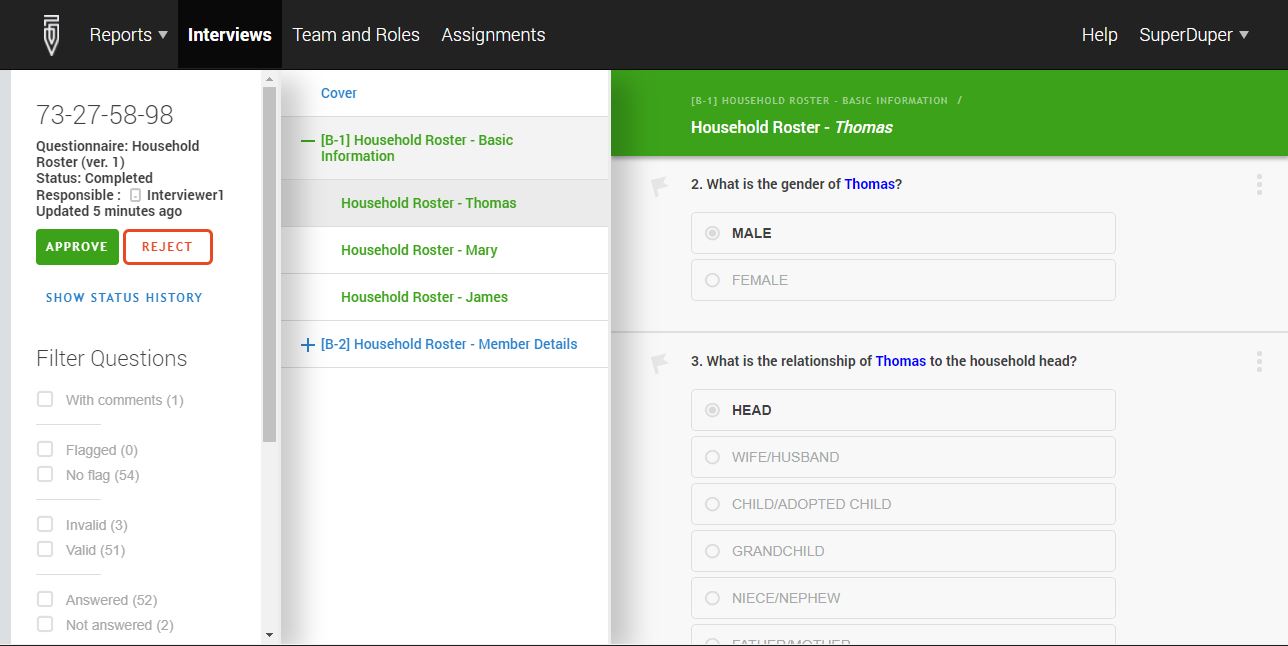 Reports
Interviews
Team and Roles
Assignments
Help
SuperDuper
73-27-58-98
Questionnaire: Household
Roster (ver. 1)
Status: Completed
Responsible : Interviewer1
Updated 5 minutes ago
APPROVE
REJECT
SHOW STATUS HISTORY
Filter Questions
With comments (1)
Flagged (0)
No flag (54)
Invalid (3)
Valid (51)
Answered (52)
Not answered (2)
Cover
[B-1] Household Roster - Basic
Information
Household Roster - Thomas
Household Roster - Mary
Household Roster - James
[B-2] Household Roster - Member Details
[B-1] HOUSEHOLD ROSTER - BASIC INFORMATION /
Household Roster - Thomas
2. What is the gender of Thomas?
MALE
FEMALE
3. What is the relationship of Thomas to the household head?
HEAD
WIFE/HUSBAND
CHILD/ADOPTED CHILD
GRANDCHILD
NIECE/NEPHEW
FATHER/MOTHER